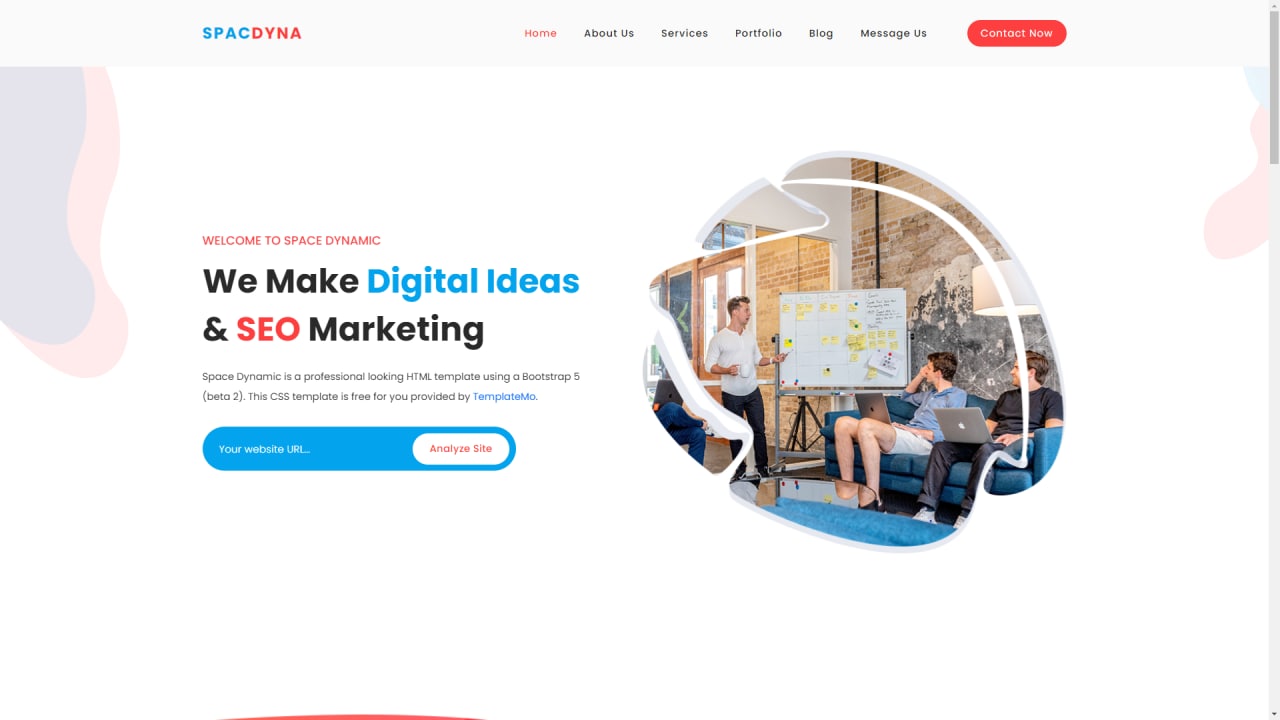 SPACDYNA
Home About Us Services Portfolio Blog Message Us Contact Now
WELCOME TO SPACE DYNAMIC
We Make Digital Ideas
& SEO Marketing
Space Dynamic is a professional looking HTML template using a Bootstrap 5
(beta 2). This CSS template is free for you provided by TemplateMo.
Your website URL...
Analyze Site